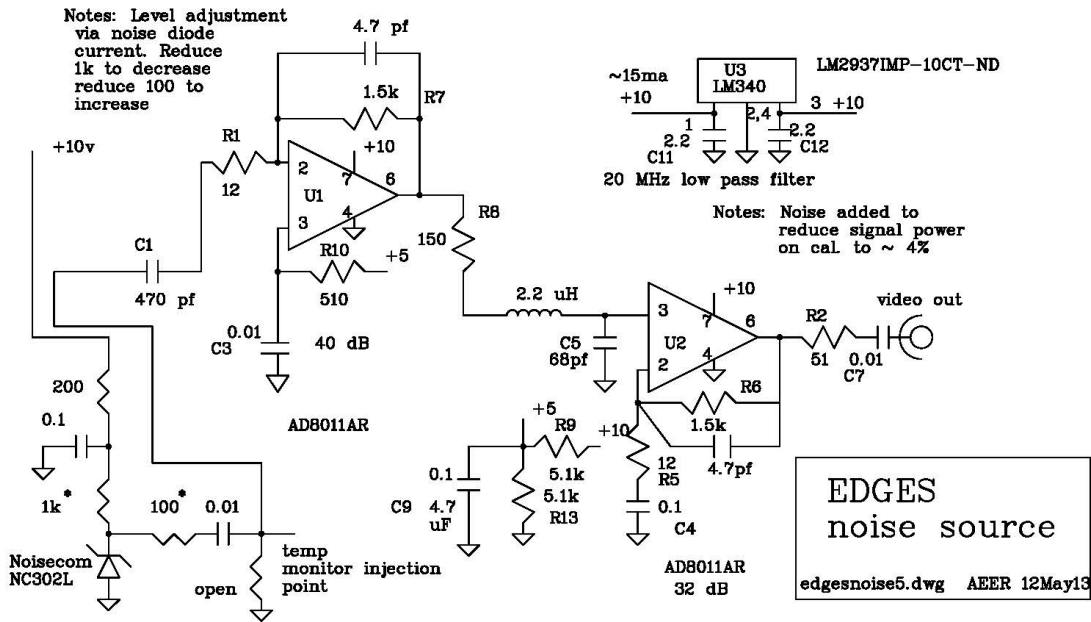 Notes: Level adjustment
via noise diode
current. Reduce
1k to decrease
reduce 100 to
increase
4.7 pf
1.5k
R7
+10v
R1
12
2
+10
7
U1
6
3
4
C1
470 pf
R10
510
+5
0.01
C3
40 dB
AD8011AR
R8
150
~15ma
+10
U3
LM340
LM2937IMP-10CT-ND
1
2,4
3 +10
2.2
C11
2.2
C12
20 MHz low pass filter
Notes: Noise added to
reduce signal power
on cal to ~ 4%
2.2 uH
C5
68pf
3
+10
7
U2
6
2
4
R2
51
0.01
C7
video out
R6
1.5k
4.7pf
12
R5
0.1
C4
AD8011AR
32 dB
+5
R9
+10
5.1k
5.1k
R13
0.1
C9
4.7
uF
200
0.1
1k*
100*
0.01
Noisecom
NC302L
open
temp
monitor injection
point
EDGES
noise source
edgesnoise5.dwg AEER 12May13